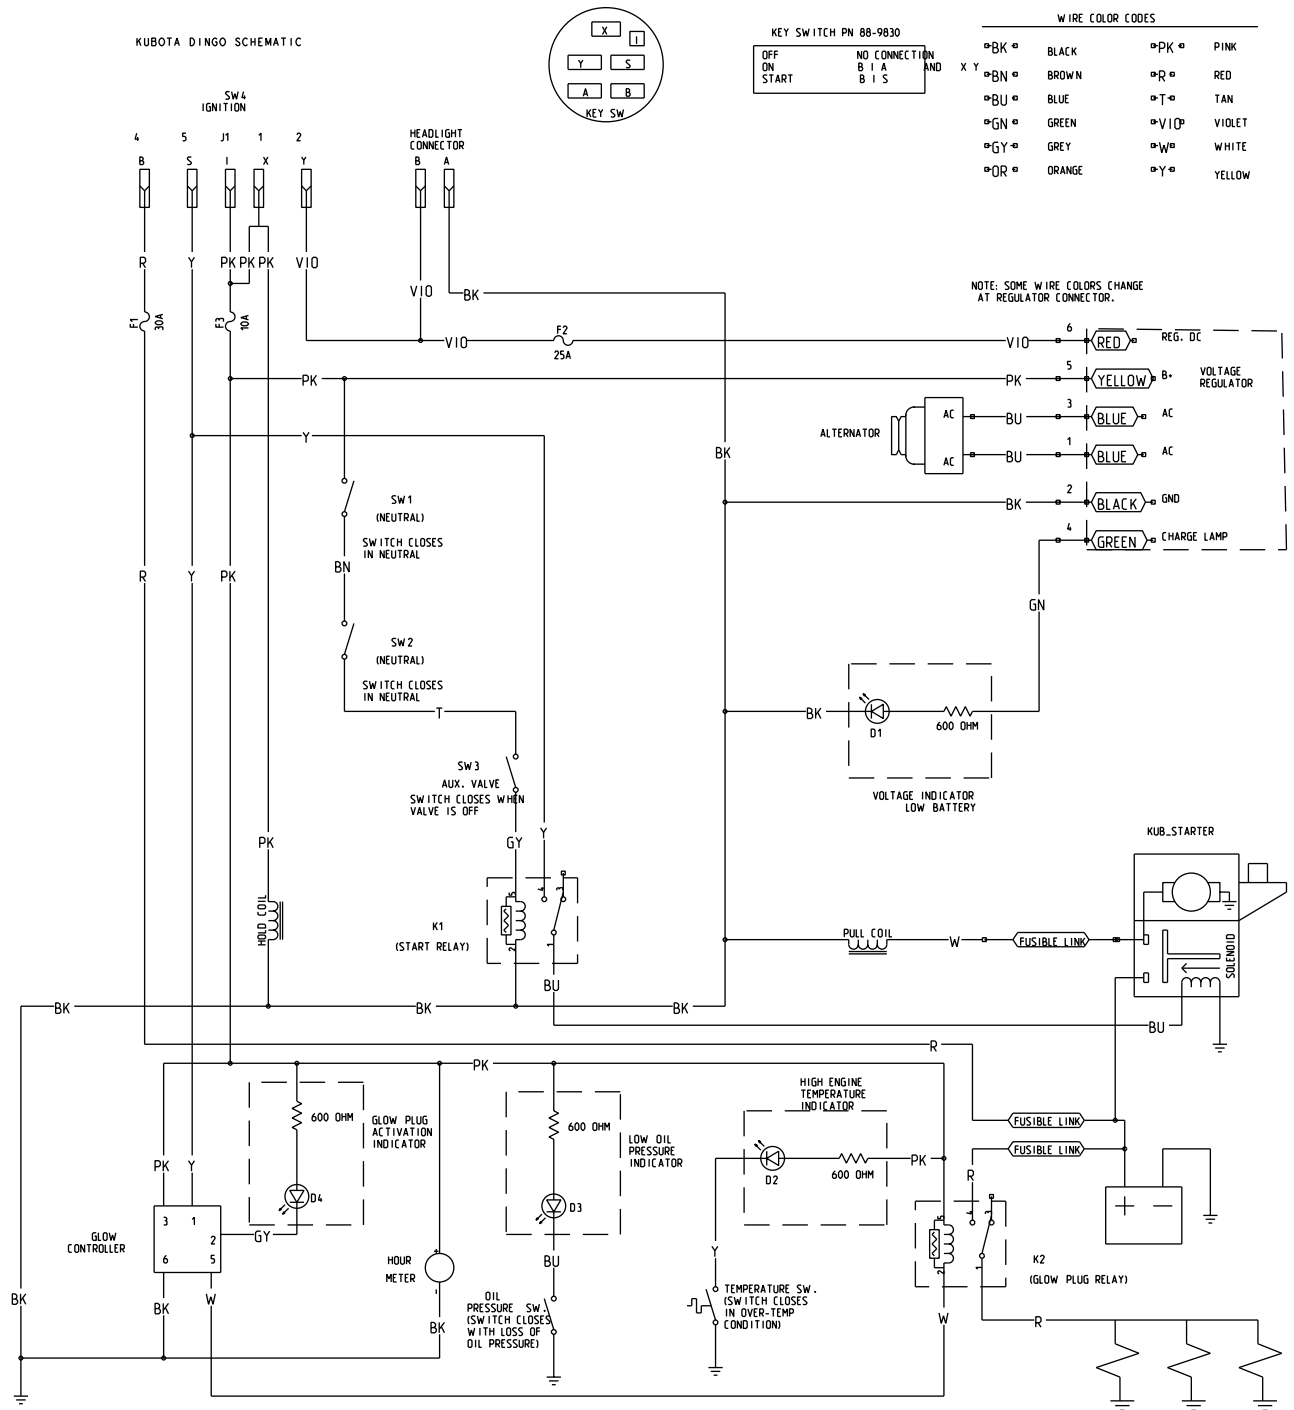 KUBOTA DINGO SCHEMATIC
X
I
Y
S
A
B
KEY SW
KEY SWITCH PN 88-9830
OFF NO CONNECTION
ON B I A AND X Y
START B I S
WIRE COLOR CODES
BK BLACK
PK PINK
BN BROWN
R RED
BU BLUE
T TAN
GN GREEN
VIO VIOLET
GY GREY
W WHITE
OR ORANGE
Y YELLOW
SW4
IGNITION
4 5 J1 1 2
B S I X Y
HEADLIGHT
CONNECTOR
B A
R Y PK PK PK VIO
VIO
BK
F1
30A
F3
10A
VIO
F2
25A
VIO
NOTE: SOME WIRE COLORS CHANGE
AT REGULATOR CONNECTOR.
6 RED REG. DC
PK
PK
5 YELLOW B+
VOLTAGE
REGULATOR
ALTERNATOR
AC BU 3 BLUE AC
AC BU 1 BLUE AC
Y
BK
BK 2 BLACK GND
4 GREEN CHARGE LAMP
SW1
(NEUTRAL)
SWITCH CLOSES
IN NEUTRAL
BN
R Y PK
GN
SW2
(NEUTRAL)
SWITCH CLOSES
IN NEUTRAL
T
BK
D1
600 OHM
VOLTAGE INDICATOR
LOW BATTERY
SW3
AUX. VALVE
SWITCH CLOSES WHEN
VALVE IS OFF
PK
GY
Y
KUB_STARTER
HOLD COIL
K1
(START RELAY)
5
4
3
2
1
BU
PULL COIL
W
FUSIBLE LINK
SOLENOID
BK
BK
BK
BU
R
PK
600 OHM
GLOW PLUG
ACTIVATION
INDICATOR
D4
600 OHM
LOW OIL
PRESSURE
INDICATOR
D3
HIGH ENGINE
TEMPERATURE
INDICATOR
D2
600 OHM
PK
FUSIBLE LINK
FUSIBLE LINK
R
+ -
PK Y
GLOW
CONTROLLER
3 1
2
6 5
GY
HOUR
METER
+
-
BU
Y
5
4
3
2
1
K2
(GLOW PLUG RELAY)
BK
BK
W
BK
OIL
PRESSURE SW.
(SWITCH CLOSES
WITH LOSS OF
OIL PRESSURE)
TEMPERATURE SW.
(SWITCH CLOSES
IN OVER-TEMP
CONDITION)
W
R